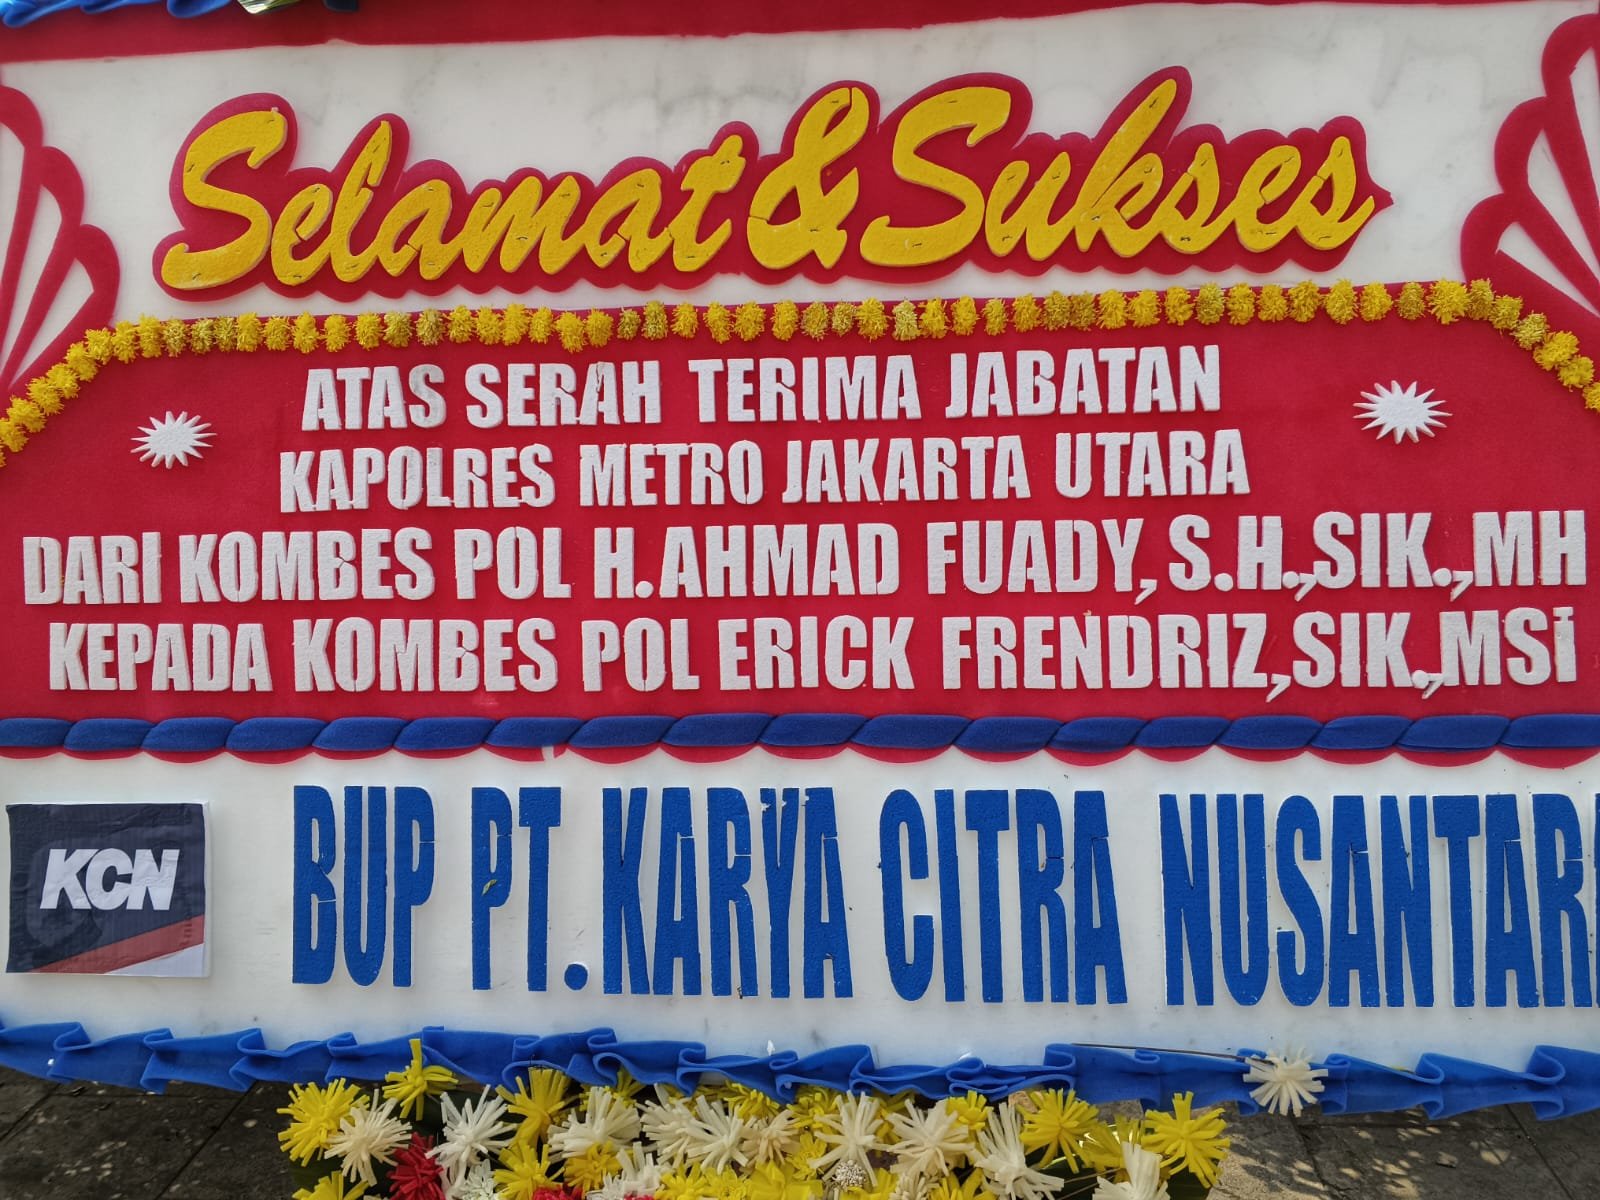 Selamat & Sukses
ATAS SERAH TERIMA JABATAN
KAPOLRES METRO JAKARTA UTARA
DARI KOMBES POL H. AHMAD FUADY, S.H., SIK., MH
KEPADA KOMBES POL ERICK FRENDRIZ, SIK., MSi
KCN
BUP PT. KARYA CITRA NUSANTAR